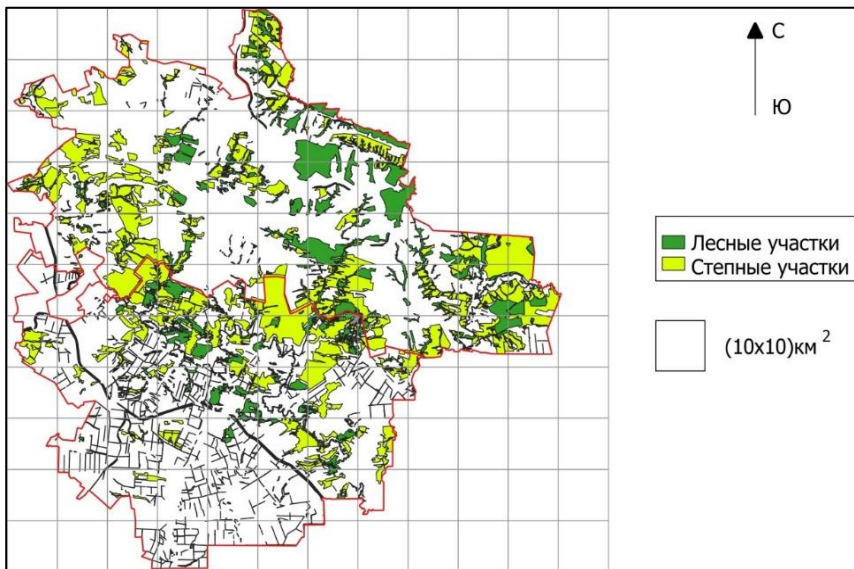 С
Ю
Лесные участки
Степные участки
(10x10)км 2